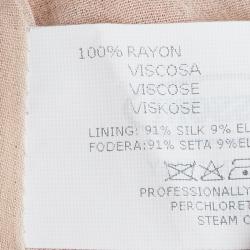 100% RAYON
VISCOSA
VISCOSE
VISKOSE
LINING: 91% SILK 9% EL
FODERA:91% SETA 9%EL
PROFESSIONALLY
PERCHLORET
STEAM O